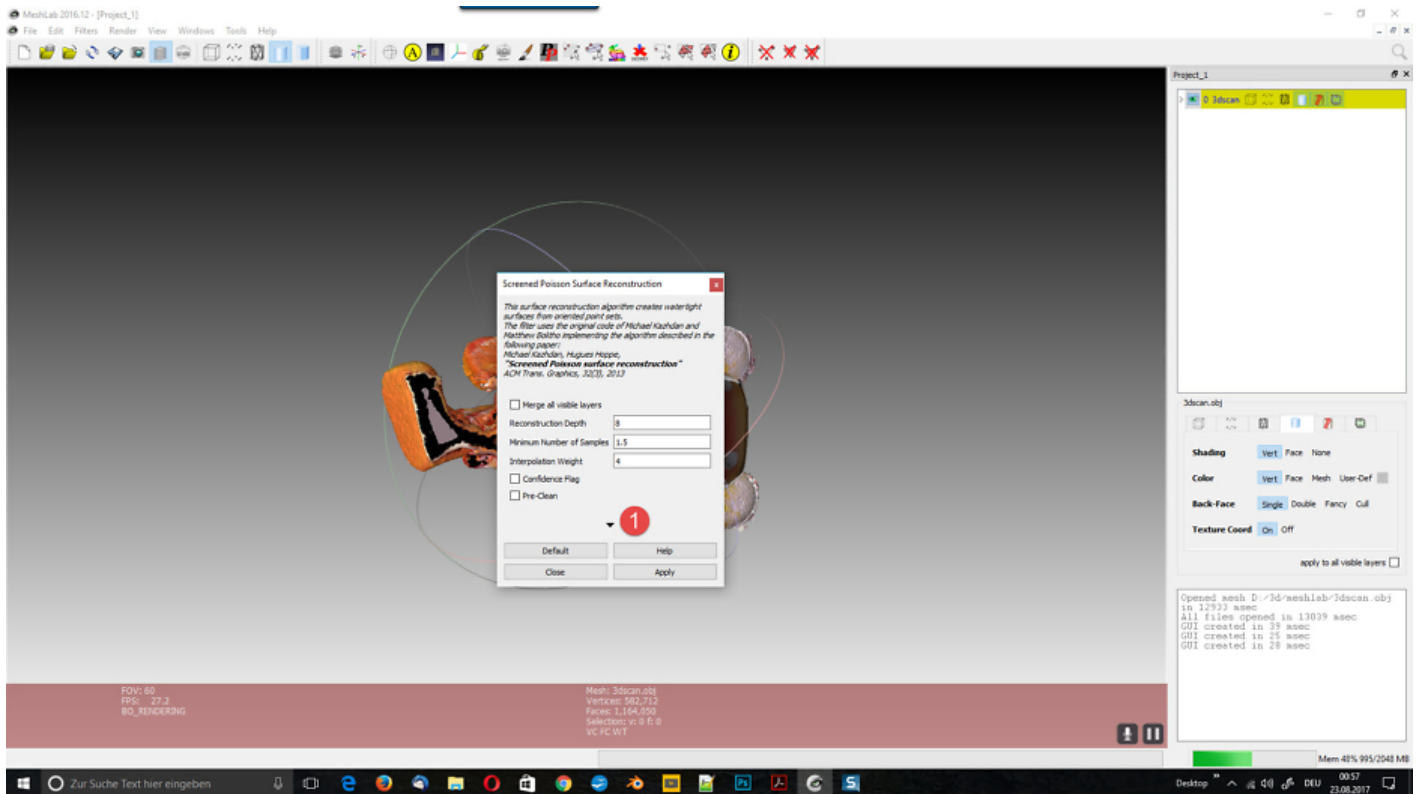 MeshLab 2016.12 - [Project_1]
File Edit Filters Render View Windows Tools Help
Project_1
0 3dscan
Screened Poisson Surface Reconstruction
This surface reconstruction algorithm creates watertight
surfaces from oriented point sets.
The filter uses the original code of Michael Kazhdan and
Matthew Bolitho implementing the algorithm described in the
following paper:
Michael Kazhdan, Hugues Hoppe,
"Screened Poisson surface reconstruction"
ACM Trans. Graphics, 32(3), 2013
Merge all visible layers
Reconstruction Depth 8
Minimum Number of Samples 1.5
Interpolation Weight 4
Confidence Flag
Pre-Clean
1
Default Help
Close Apply
3dscan.obj
Shading Vert Face None
Color Vert Face Mesh User-Def
Back-Face Single Double Fancy Cull
Texture Coord On Off
apply to all visible layers
Opened mesh D:/3d/meshlab/3dscan.obj
in 12933 msec
All files opened in 13039 msec
GUI created in 39 msec
GUI created in 25 msec
GUI created in 28 msec
FOV: 60
FPS: 27.2
BO_RENDERING
Mesh: 3dscan.obj
Vertices: 582,712
Faces: 1,164,050
Selection: v: 0 f: 0
VC FC WT
Mem 48% 995/2048 MB
Zur Suche Text hier eingeben
Desktop
DEU
00:57
23.08.2017